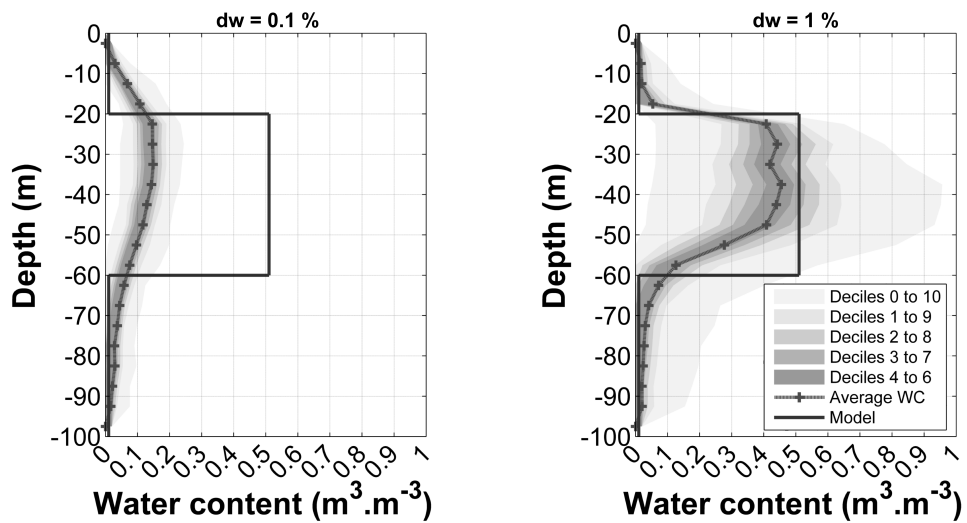 dw = 0.1 %
0
-10
-20
-30
-40
-50
-60
-70
-80
-90
-100
Depth (m)
0 0.1 0.2 0.3 0.4 0.5 0.6 0.7 0.8 0.9 1
Water content (m³.m⁻³)
dw = 1 %
0
-10
-20
-30
-40
-50
-60
-70
-80
-90
-100
Depth (m)
Deciles 0 to 10
Deciles 1 to 9
Deciles 2 to 8
Deciles 3 to 7
Deciles 4 to 6
Average WC
Model
0 0.1 0.2 0.3 0.4 0.5 0.6 0.7 0.8 0.9 1
Water content (m³.m⁻³)